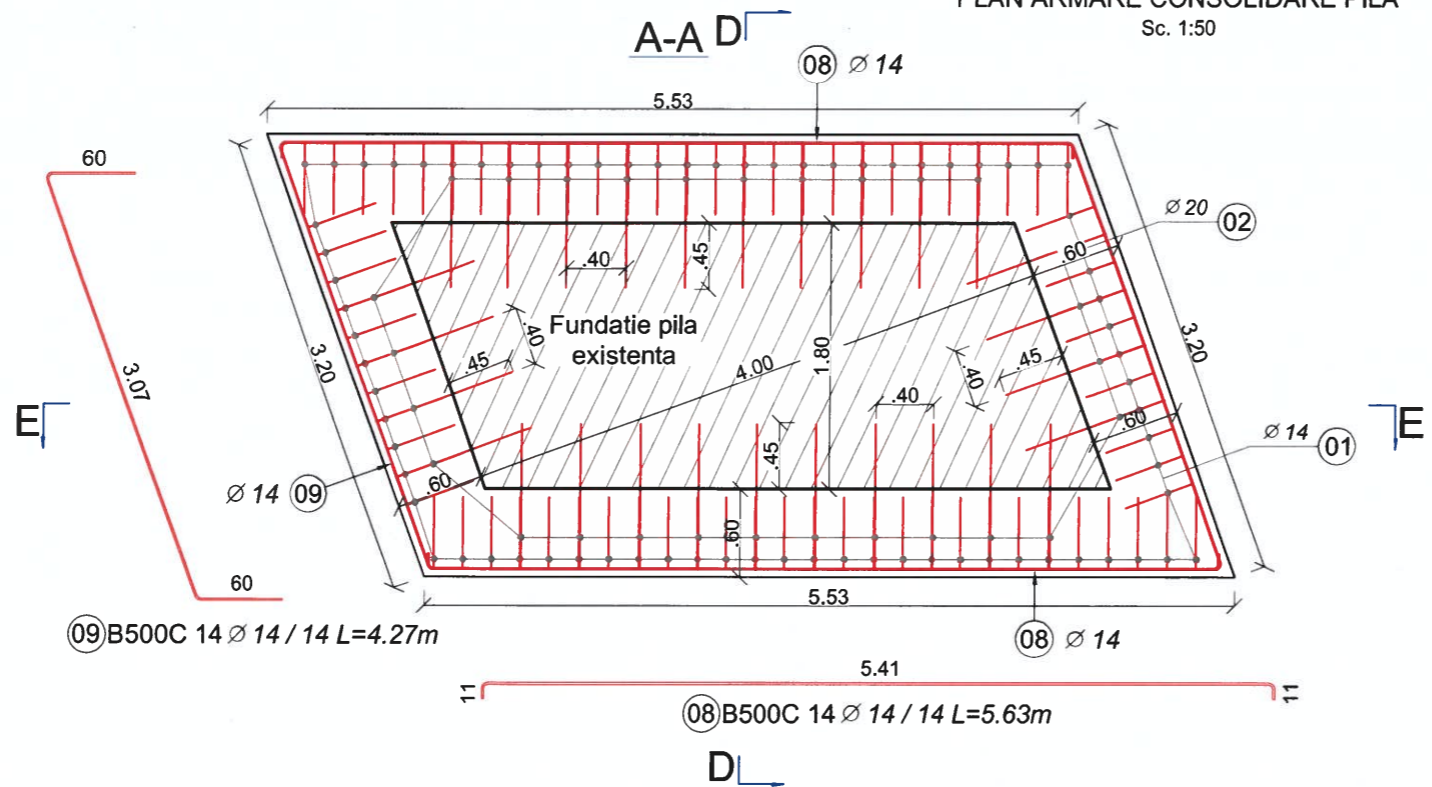 PLAN ARMARE CONSOLIDARE PILA
Sc. 1:50
A-A
D
08 Ø 14
5.53
60
3.07
3.20
Ø 20 02
.60
.45
.40
Fundatie pila
existenta
.40
.45
4.00
1.80
.40
.45
3.20
E
E
.40
.45
.60
Ø 14 01
Ø 14 09
.60
.60
60
5.53
09 B500C 14 Ø 14 / 14 L=4.27m
08 Ø 14
5.41
11
11
08 B500C 14 Ø 14 / 14 L=5.63m
D